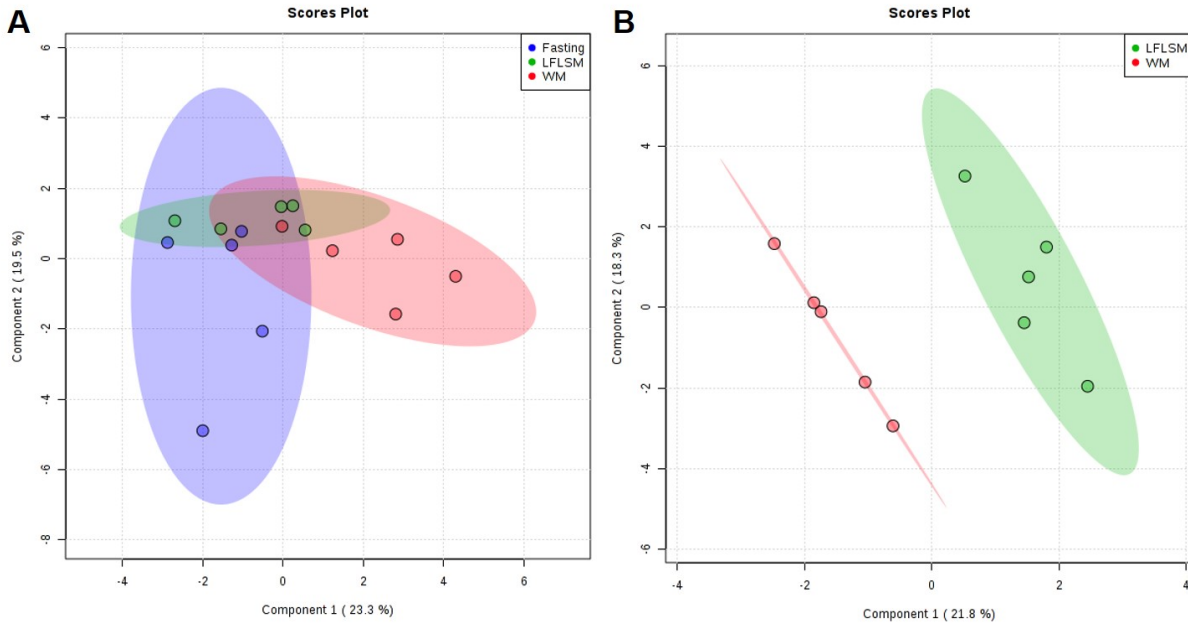 A
Scores Plot
Fasting
LFLSM
WM
6
4
2
0
-2
-4
-6
-8
Component 2 ( 19.5 %)
-4 -2 0 2 4 6
Component 1 ( 23.3 %)
B
Scores Plot
LFLSM
WM
6
4
2
0
-2
-4
-6
Component 2 ( 18.3 %)
-4 -2 0 2 4
Component 1 ( 21.8 %)